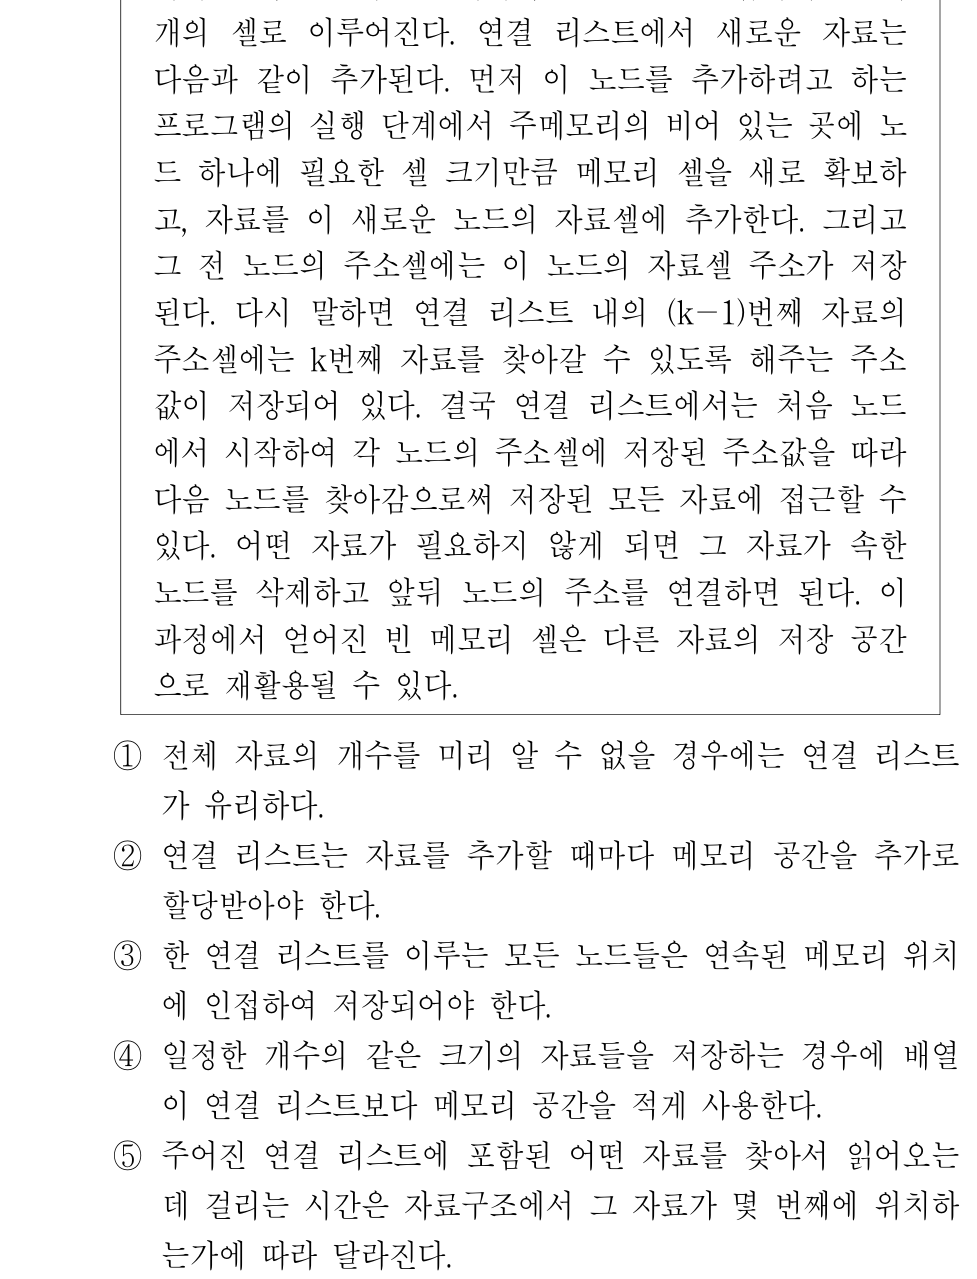 개의 셀로 이루어진다. 연결 리스트에서 새로운 자료는
다음과 같이 추가된다. 먼저 이 노드를 추가하려고 하는
프로그램의 실행 단계에서 주메모리의 비어 있는 곳에 노
드 하나에 필요한 셀 크기만큼 메모리 셀을 새로 확보하
고, 자료를 이 새로운 노드의 자료셀에 추가한다. 그리고
그 전 노드의 주소셀에는 이 노드의 자료셀 주소가 저장
된다. 다시 말하면 연결 리스트 내의 (k－1)번째 자료의
주소셀에는 k번째 자료를 찾아갈 수 있도록 해주는 주소
값이 저장되어 있다. 결국 연결 리스트에서는 처음 노드
에서 시작하여 각 노드의 주소셀에 저장된 주소값을 따라
다음 노드를 찾아감으로써 저장된 모든 자료에 접근할 수
있다. 어떤 자료가 필요하지 않게 되면 그 자료가 속한
노드를 삭제하고 앞뒤 노드의 주소를 연결하면 된다. 이
과정에서 얻어진 빈 메모리 셀은 다른 자료의 저장 공간
으로 재활용될 수 있다.
① 전체 자료의 개수를 미리 알 수 없을 경우에는 연결 리스트
가 유리하다.
② 연결 리스트는 자료를 추가할 때마다 메모리 공간을 추가로
할당받아야 한다.
③ 한 연결 리스트를 이루는 모든 노드들은 연속된 메모리 위치
에 인접하여 저장되어야 한다.
④ 일정한 개수의 같은 크기의 자료들을 저장하는 경우에 배열
이 연결 리스트보다 메모리 공간을 적게 사용한다.
⑤ 주어진 연결 리스트에 포함된 어떤 자료를 찾아서 읽어오는
데 걸리는 시간은 자료구조에서 그 자료가 몇 번째에 위치하
는가에 따라 달라진다.